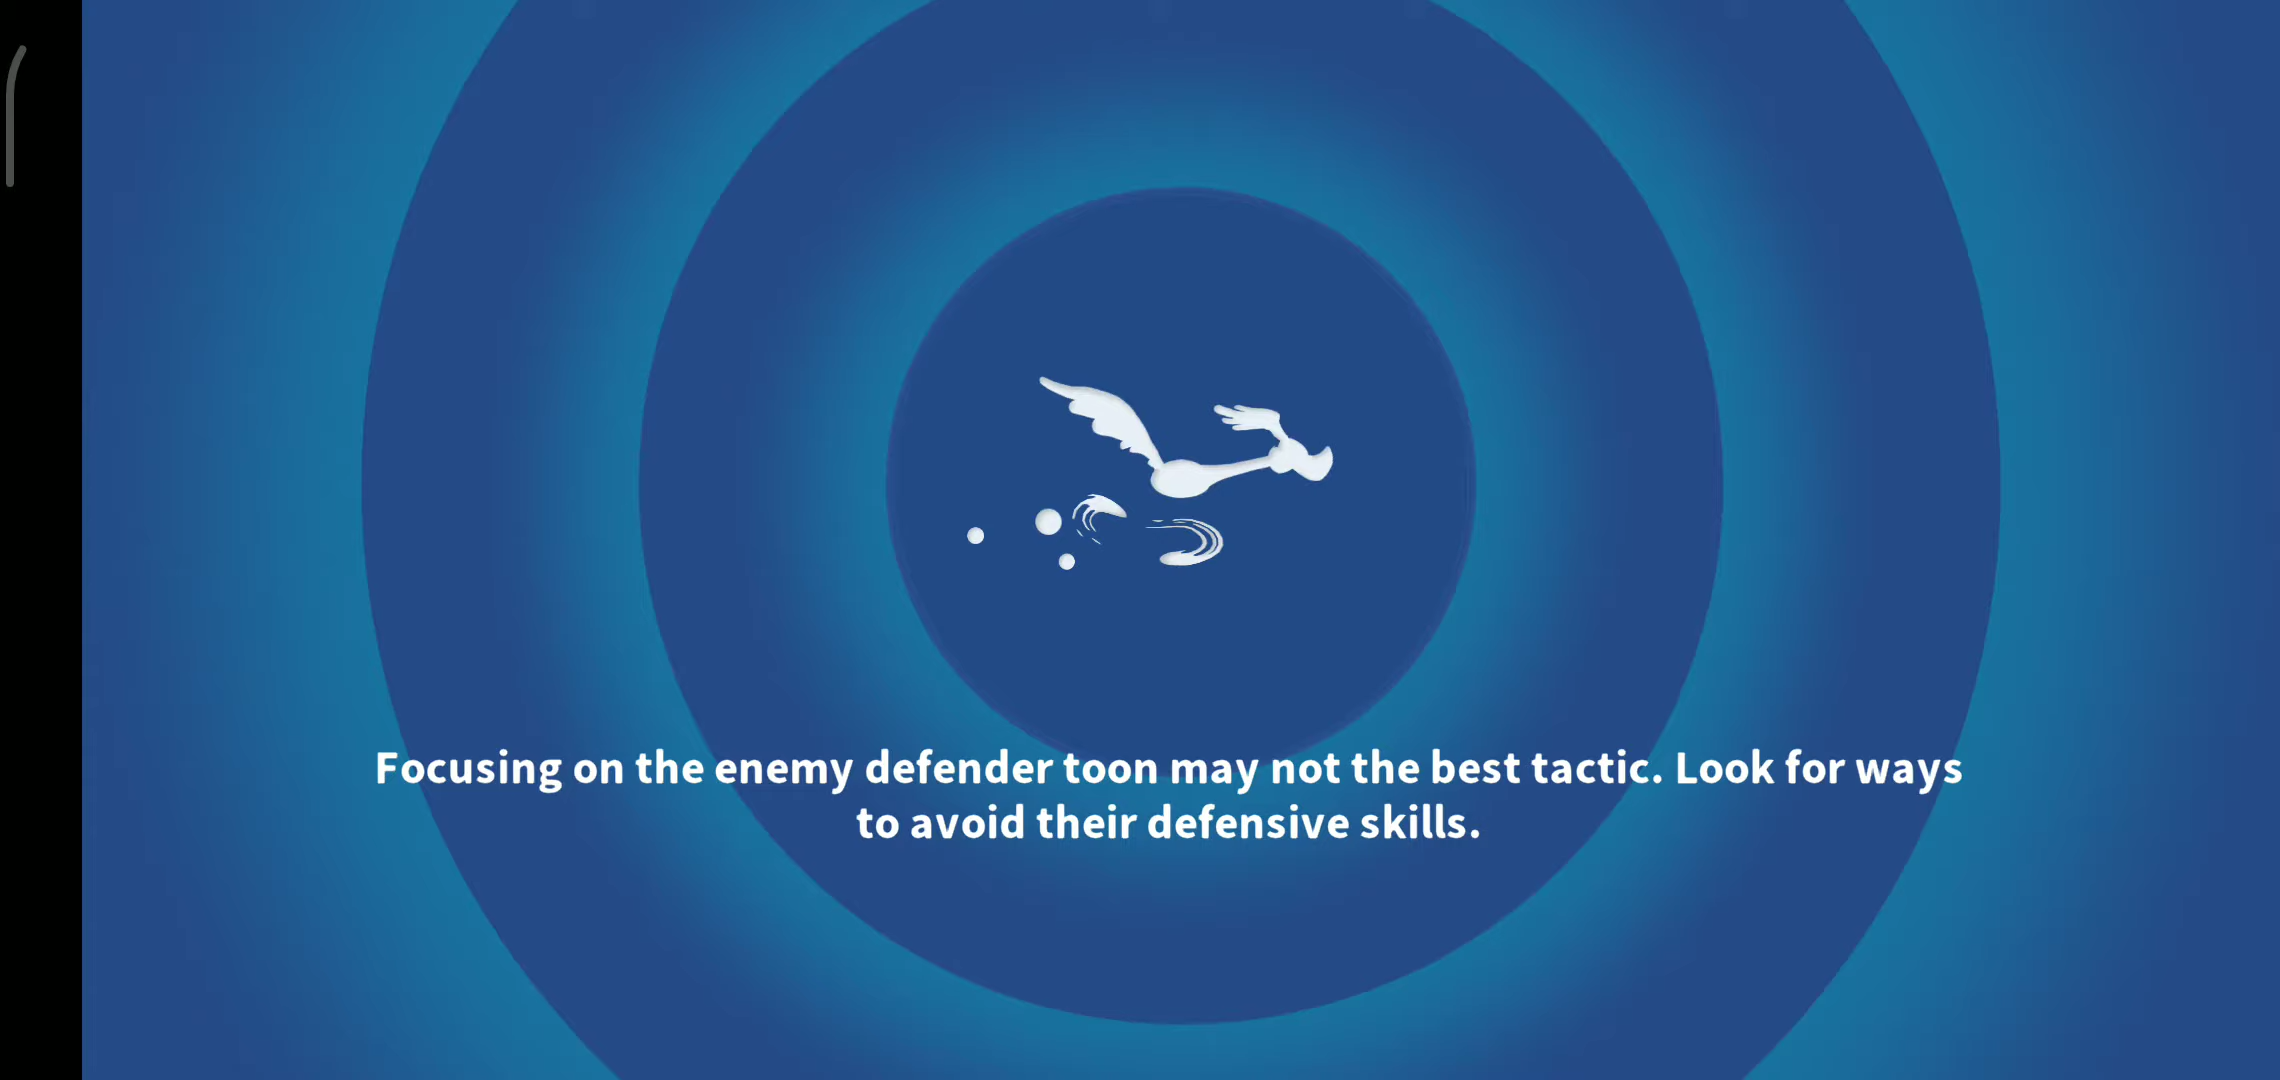 Focusing on the enemy defender toon may not the best tactic. Look for ways
to avoid their defensive skills.